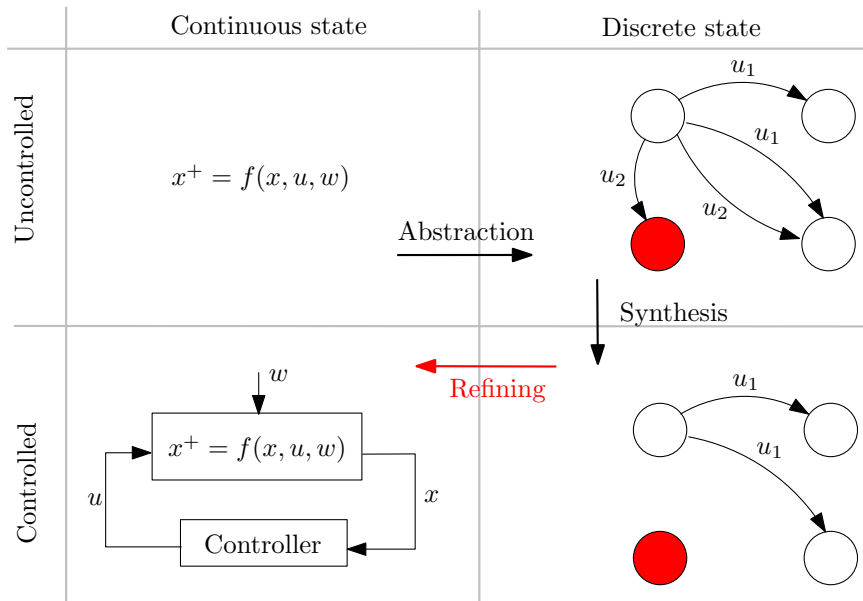 Continuous state
Discrete state
Uncontrolled
x⁺ = f(x, u, w)
u₁
u₁
u₂
u₂
Abstraction
Synthesis
Refining
Controlled
w
x⁺ = f(x, u, w)
u
x
Controller
u₁
u₁